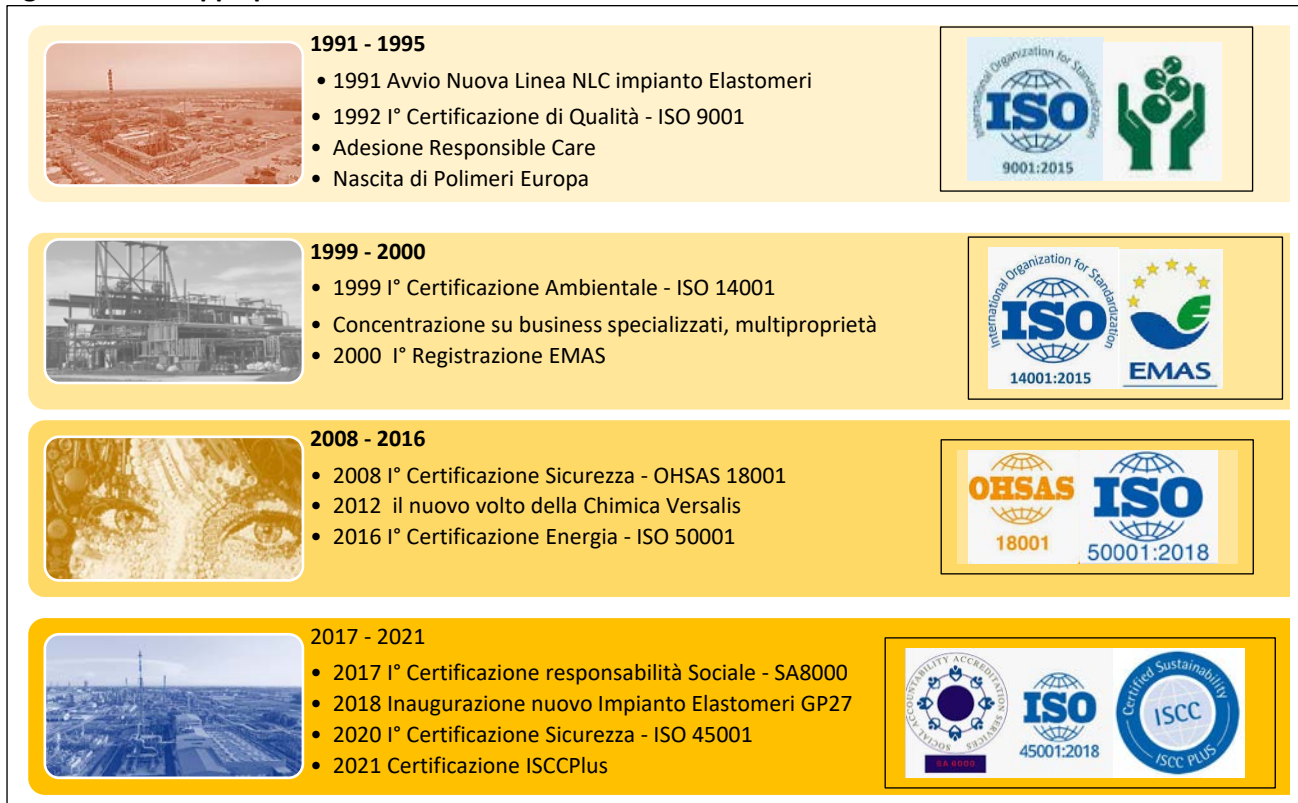 1991 - 1995
• 1991 Avvio Nuova Linea NLC impianto Elastomeri
• 1992 I° Certificazione di Qualità - ISO 9001
• Adesione Responsible Care
• Nascita di Polimeri Europa
International Organization for Standardization
ISO
9001:2015
1999 - 2000
• 1999 I° Certificazione Ambientale - ISO 14001
• Concentrazione su business specializzati, multiproprietà
• 2000 I° Registrazione EMAS
International Organization for Standardization
ISO
14001:2015
EMAS
2008 - 2016
• 2008 I° Certificazione Sicurezza - OHSAS 18001
• 2012 il nuovo volto della Chimica Versalis
• 2016 I° Certificazione Energia - ISO 50001
OHSAS
18001
ISO
50001:2018
2017 - 2021
• 2017 I° Certificazione responsabilità Sociale - SA8000
• 2018 Inaugurazione nuovo Impianto Elastomeri GP27
• 2020 I° Certificazione Sicurezza - ISO 45001
• 2021 Certificazione ISCCPlus
SOCIAL ACCOUNTABILITY ACCREDITATION SERVICES
SA 8000
ISO
45001:2018
Certified Sustainability
ISCC
ISCC PLUS